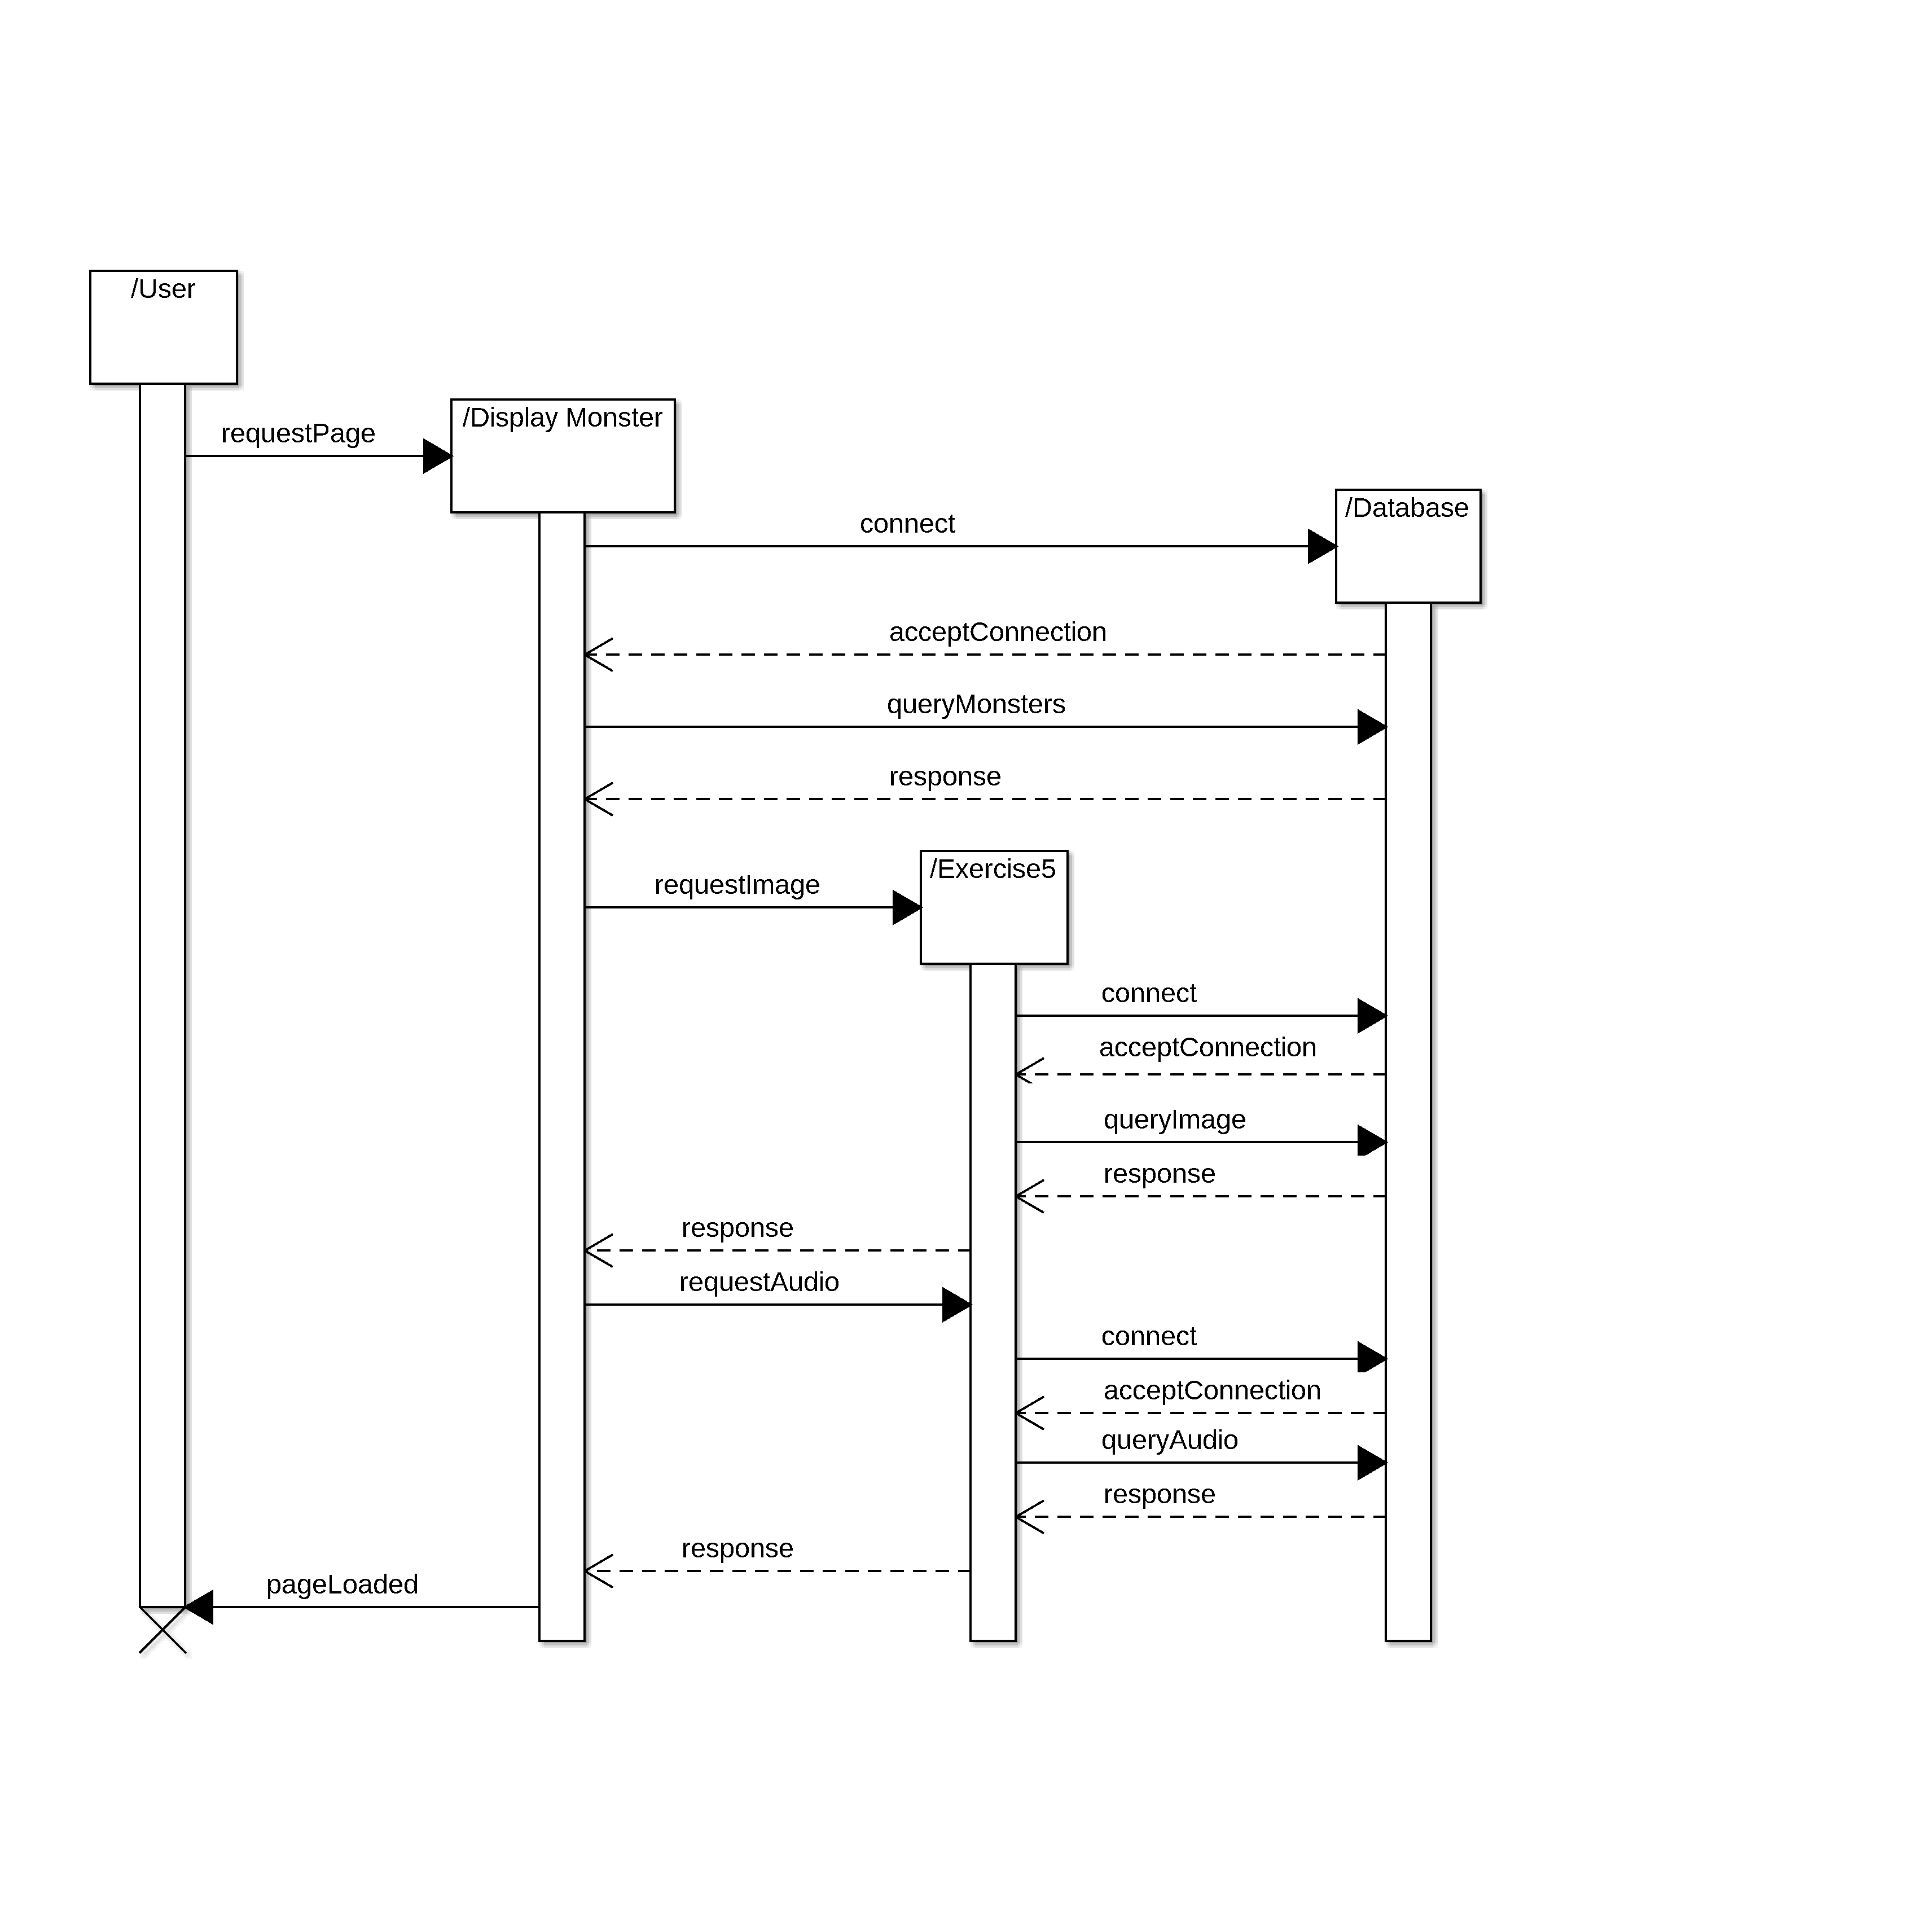 /User
/Display Monster
requestPage
/Database
connect
acceptConnection
queryMonsters
response
/Exercise5
requestImage
connect
acceptConnection
queryImage
response
response
requestAudio
connect
acceptConnection
queryAudio
response
response
pageLoaded